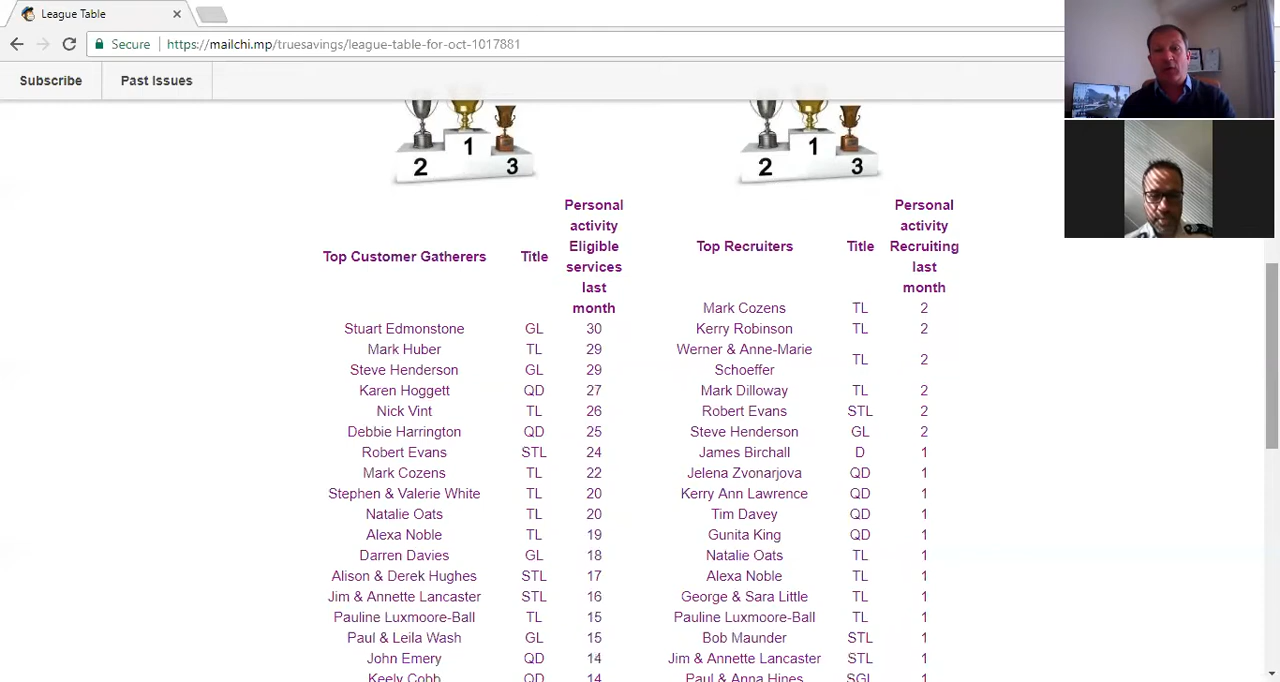 League Table
Secure https://mailchi.mp/truesavings/league-table-for-oct-1017881
Subscribe Past Issues
2 1 3
2 1 3
Top Customer Gatherers Title Personal activity Eligible services last month
Stuart Edmonstone GL 30
Mark Huber TL 29
Steve Henderson GL 29
Karen Hoggett QD 27
Nick Vint TL 26
Debbie Harrington QD 25
Robert Evans STL 24
Mark Cozens TL 22
Stephen & Valerie White TL 20
Natalie Oats TL 20
Alexa Noble TL 19
Darren Davies GL 18
Alison & Derek Hughes STL 17
Jim & Annette Lancaster STL 16
Pauline Luxmoore-Ball TL 15
Paul & Leila Wash GL 15
John Emery QD 14
Keely Cobb QD 14
Top Recruiters Title Personal activity Recruiting last month
Mark Cozens TL 2
Kerry Robinson TL 2
Werner & Anne-Marie Schoeffer TL 2
Mark Dilloway TL 2
Robert Evans STL 2
Steve Henderson GL 2
James Birchall D 1
Jelena Zvonarjova QD 1
Kerry Ann Lawrence QD 1
Tim Davey QD 1
Gunita King QD 1
Natalie Oats TL 1
Alexa Noble TL 1
George & Sara Little TL 1
Pauline Luxmoore-Ball TL 1
Bob Maunder STL 1
Jim & Annette Lancaster STL 1
Paul & Anna Hines SGL 1